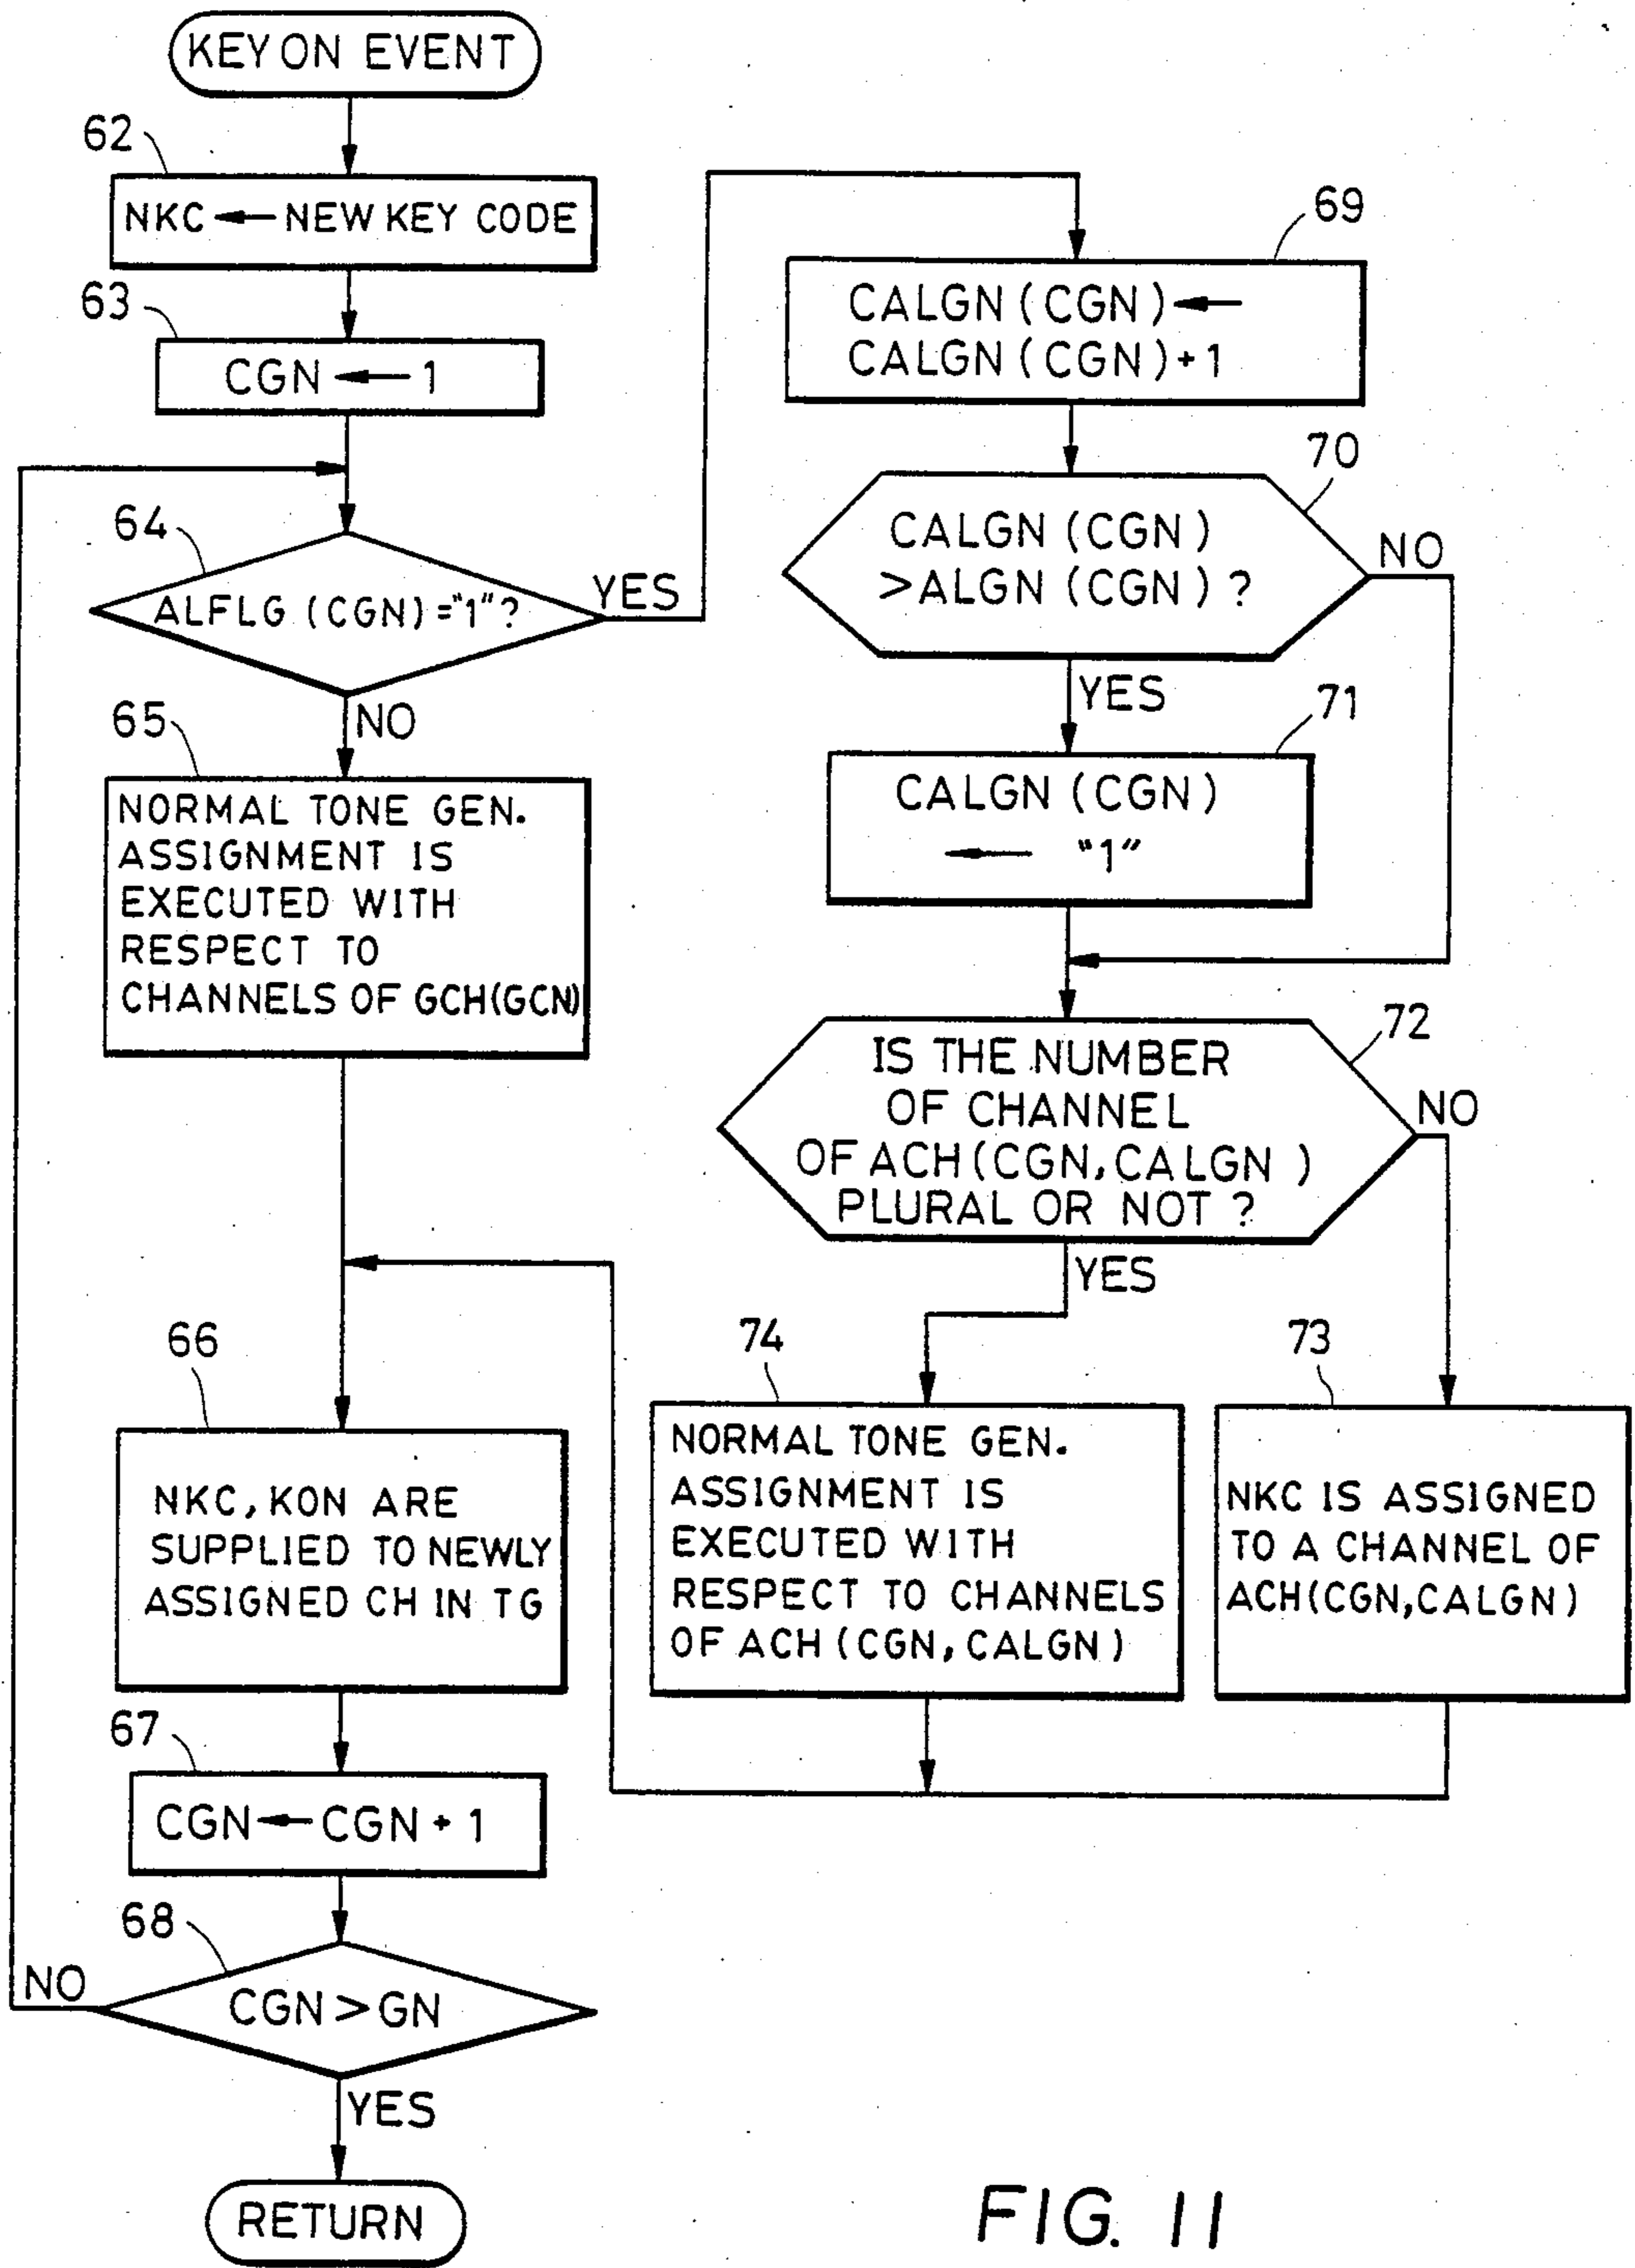 KEY ON EVENT
62
NKC ← NEW KEY CODE
63
CGN ← 1
64
ALFLG (CGN) = "1" ?
YES
NO
65
NORMAL TONE GEN.
ASSIGNMENT IS
EXECUTED WITH
RESPECT TO
CHANNELS OF GCH(GCN)
66
NKC, KON ARE
SUPPLIED TO NEWLY
ASSIGNED CH IN TG
67
CGN ← CGN + 1
68
CGN > GN
NO
YES
RETURN
69
CALGN (CGN) ←
CALGN (CGN) + 1
70
CALGN (CGN)
>ALGN (CGN) ?
NO
YES
71
CALGN (CGN)
← "1"
72
IS THE NUMBER
OF CHANNEL
OF ACH(CGN, CALGN )
PLURAL OR NOT ?
NO
YES
74
NORMAL TONE GEN.
ASSIGNMENT IS
EXECUTED WITH
RESPECT TO CHANNELS
OF ACH (CGN, CALGN )
73
NKC IS ASSIGNED
TO A CHANNEL OF
ACH(CGN,CALGN)
FIG. 11